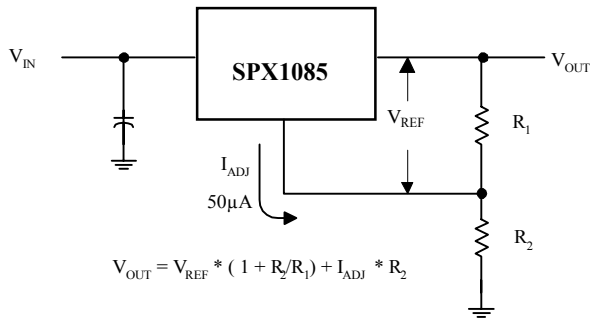 V_IN
SPX1085
V_OUT
V_REF
R_1
I_ADJ
50µA
R_2
V_OUT = V_REF * ( 1 + R_2/R_1) + I_ADJ * R_2